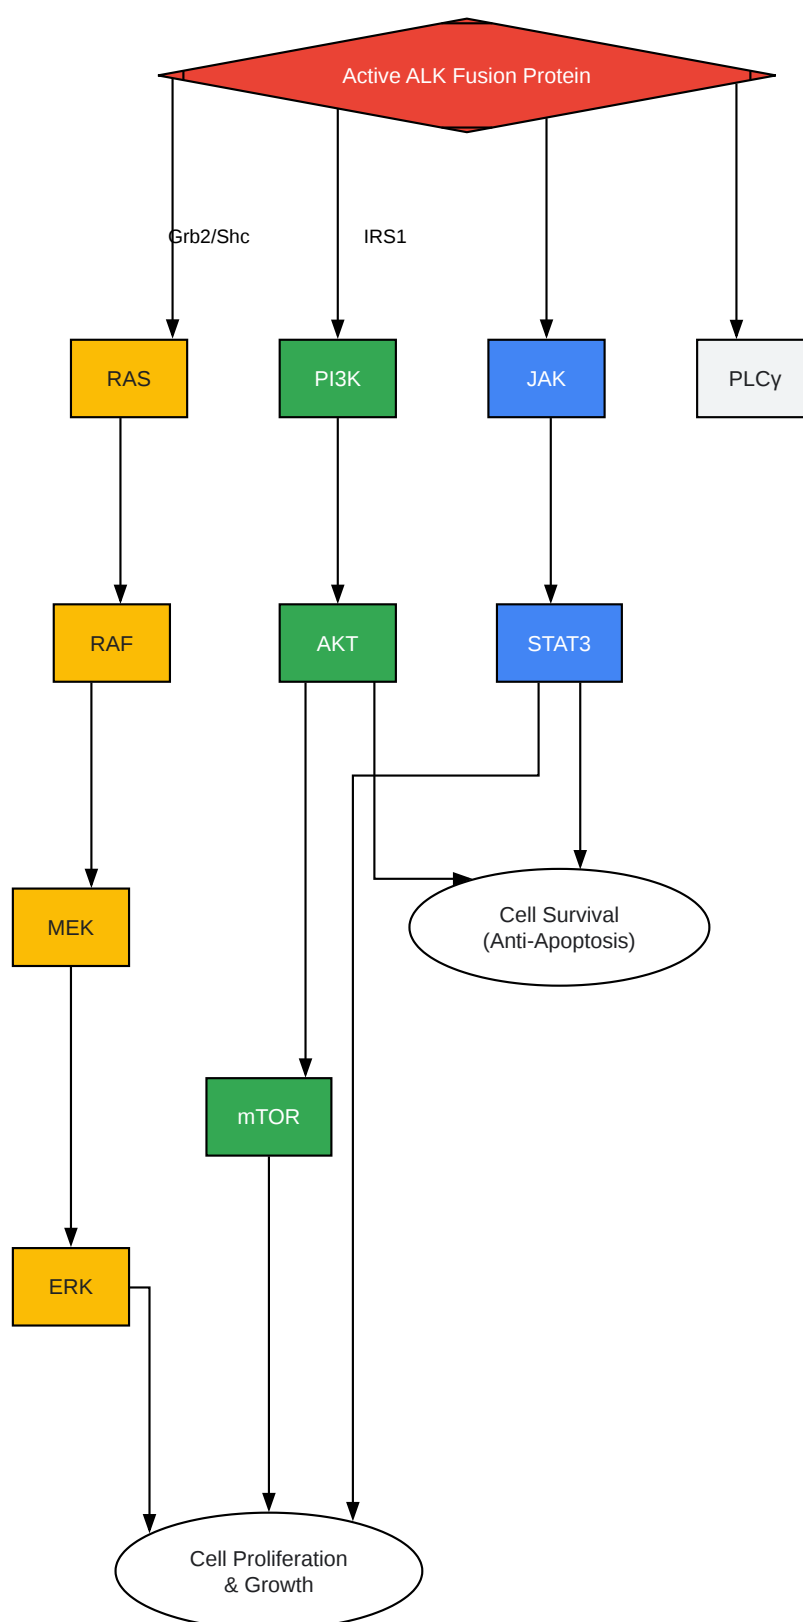 Active ALK Fusion Protein
Grb2/Shc
IRS1
RAS
PI3K
JAK
PLCγ
RAF
AKT
STAT3
MEK
Cell Survival
(Anti-Apoptosis)
mTOR
ERK
Cell Proliferation
& Growth